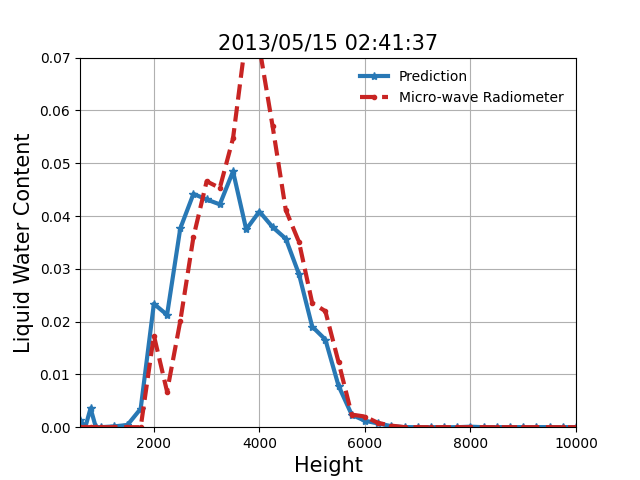 2013/05/15 02:41:37
0.07
0.06
0.05
0.04
0.03
0.02
0.01
0.00
Liquid Water Content
Prediction
Micro-wave Radiometer
2000 4000 6000 8000 10000
Height